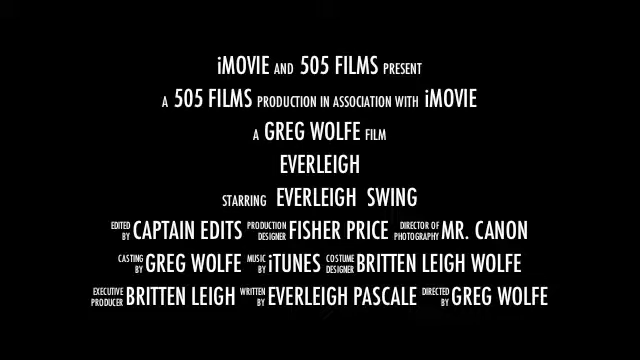 iMOVIE AND 505 FILMS PRESENT
A 505 FILMS PRODUCTION IN ASSOCIATION WITH iMOVIE
A GREG WOLFE FILM
EVERLEIGH
STARRING EVERLEIGH SWING
EDITED BY CAPTAIN EDITS PRODUCTION DESIGNER FISHER PRICE DIRECTOR OF PHOTOGRAPHY MR. CANON
CASTING BY GREG WOLFE MUSIC BY iTUNES COSTUME DESIGNER BRITTEN LEIGH WOLFE
EXECUTIVE PRODUCER BRITTEN LEIGH WRITTEN BY EVERLEIGH PASCALE DIRECTED BY GREG WOLFE